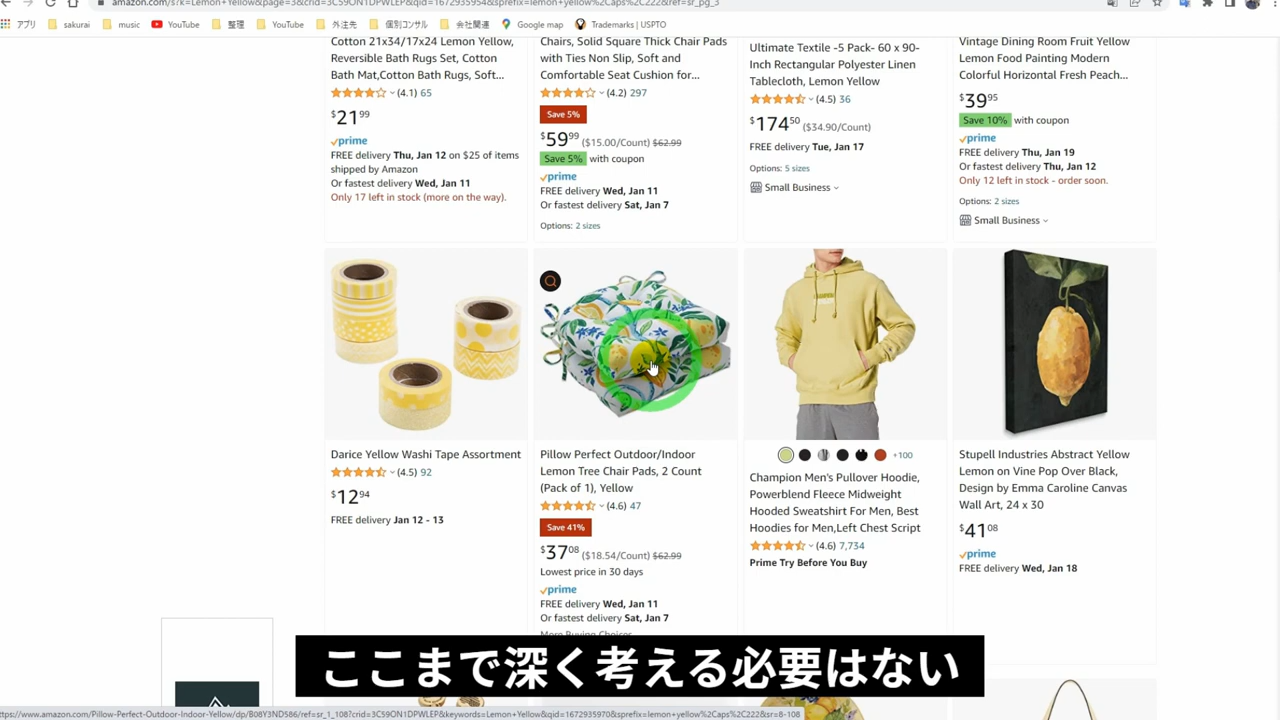 amazon.com/s?k=Lemon+Yellow&page=3&crid=3C59ON1DPWLEP&qid=1672935954&sprefix=lemon+yellow%2Caps%2C222&ref=sr_pg_3
アプリ sakurai music YouTube 整理 YouTube 外注先 個別コンサル 会社関連 Google map Trademarks | USPTO
Cotton 21x34/17x24 Lemon Yellow,
Reversible Bath Rugs Set, Cotton
Bath Mat,Cotton Bath Rugs, Soft...
(4.1) 65
$21 99
prime
FREE delivery Thu, Jan 12 on $25 of items
shipped by Amazon
Or fastest delivery Wed, Jan 11
Only 17 left in stock (more on the way).
Chairs, Solid Square Thick Chair Pads
with Ties Non Slip, Soft and
Comfortable Seat Cushion for...
(4.2) 297
Save 5%
$59 99 ($15.00/Count) $62.99
Save 5% with coupon
prime
FREE delivery Wed, Jan 11
Or fastest delivery Sat, Jan 7
Options: 2 sizes
Ultimate Textile -5 Pack- 60 x 90-
Inch Rectangular Polyester Linen
Tablecloth, Lemon Yellow
(4.5) 36
$174 50 ($34.90/Count)
FREE delivery Tue, Jan 17
Options: 5 sizes
Small Business
Vintage Dining Room Fruit Yellow
Lemon Food Painting Modern
Colorful Horizontal Fresh Peach...
$39 95
Save 10% with coupon
prime
FREE delivery Thu, Jan 19
Or fastest delivery Thu, Jan 12
Only 12 left in stock - order soon.
Options: 2 sizes
Small Business
Darice Yellow Washi Tape Assortment
(4.5) 92
$12 94
FREE delivery Jan 12 - 13
Pillow Perfect Outdoor/Indoor
Lemon Tree Chair Pads, 2 Count
(Pack of 1), Yellow
(4.6) 47
Save 41%
$37 08 ($18.54/Count) $62.99
Lowest price in 30 days
prime
FREE delivery Wed, Jan 11
Or fastest delivery Sat, Jan 7
More Buying Choices
+100
Champion Men's Pullover Hoodie,
Powerblend Fleece Midweight
Hooded Sweatshirt For Men, Best
Hoodies for Men,Left Chest Script
(4.6) 7,734
Prime Try Before You Buy
Stupell Industries Abstract Yellow
Lemon on Vine Pop Over Black,
Design by Emma Caroline Canvas
Wall Art, 24 x 30
$41 08
prime
FREE delivery Wed, Jan 18
ここまで深く考える必要はない
https://www.amazon.com/Pillow-Perfect-Outdoor-Indoor-Yellow/dp/B08Y3ND586/ref=sr_1_108?crid=3C59ON1DPWLEP&keywords=Lemon+Yellow&qid=1672935970&sprefix=lemon+yellow%2Caps%2C222&sr=8-108